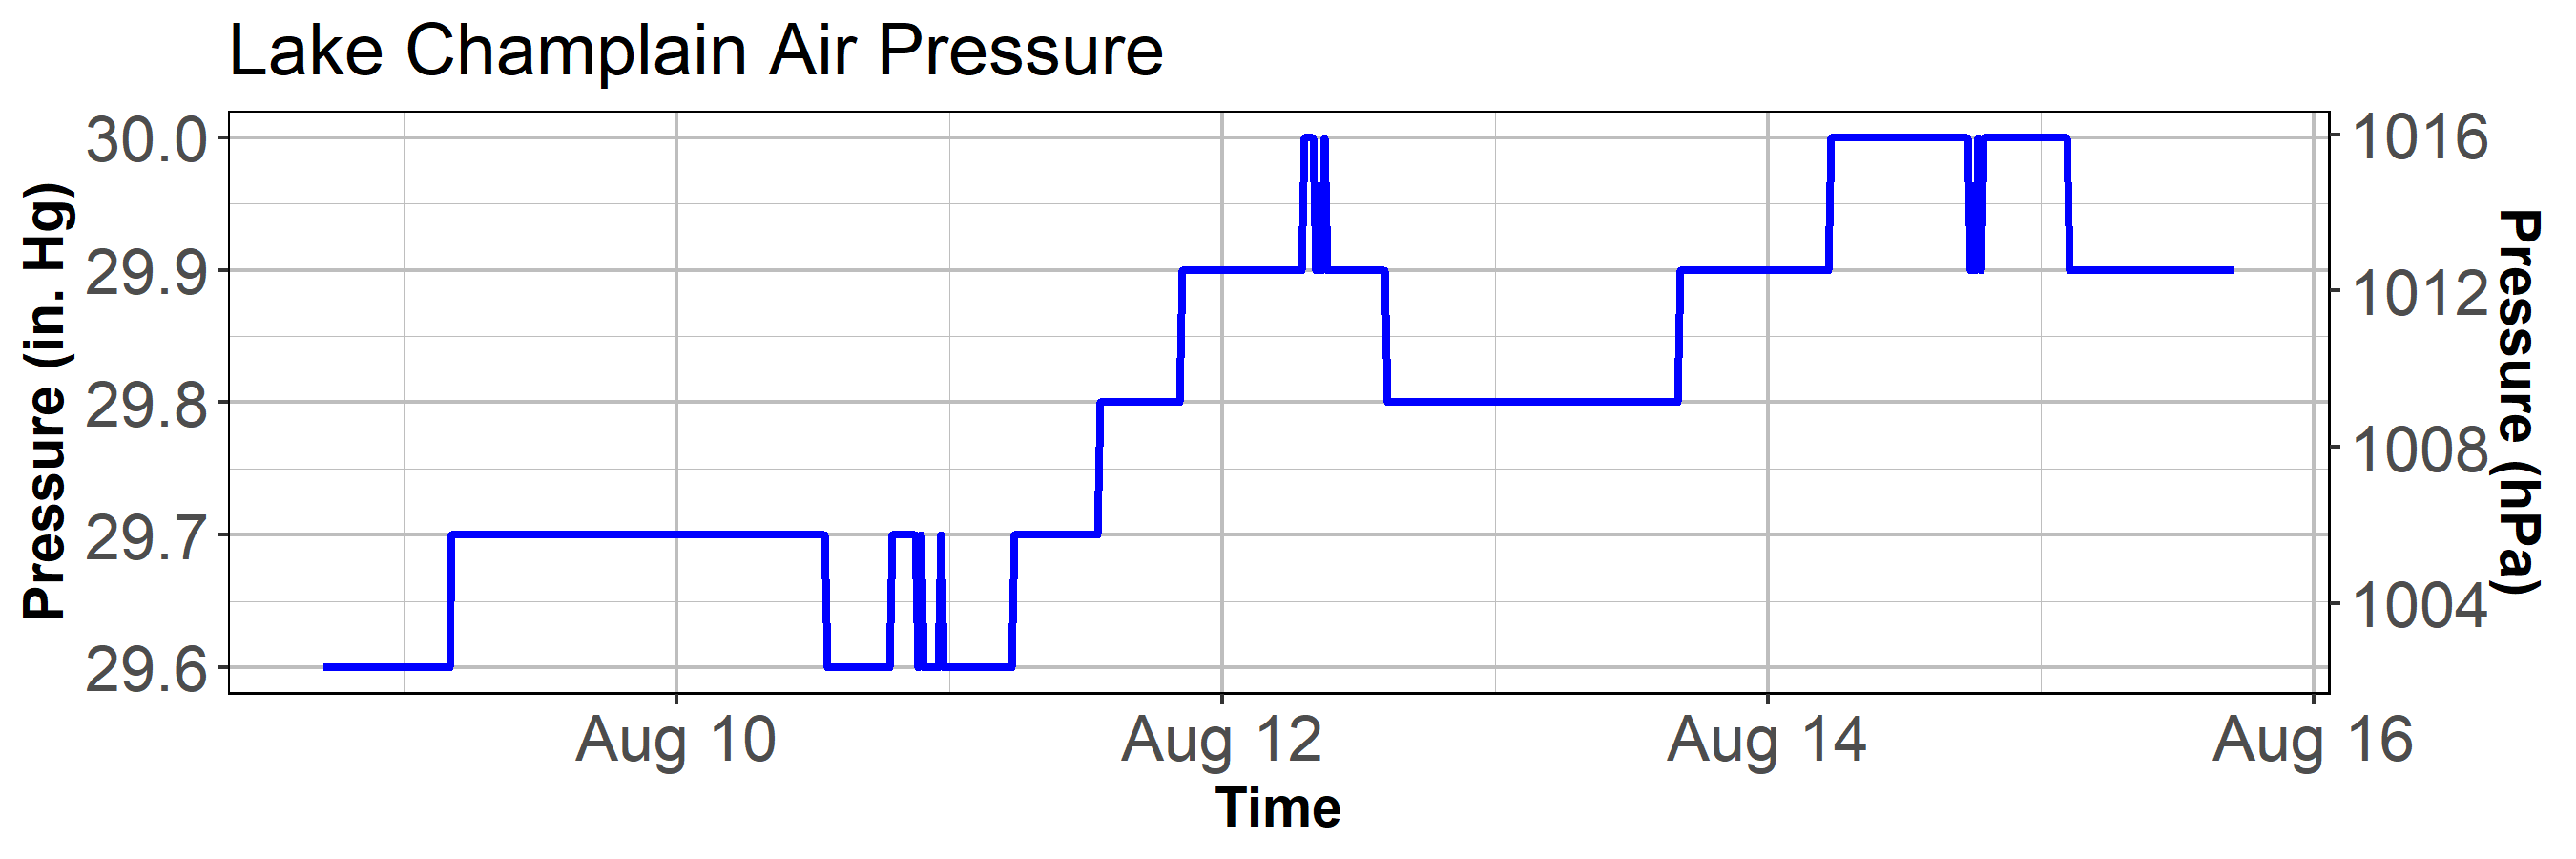 Lake Champlain Air Pressure
Pressure (in. Hg)
30.0
29.9
29.8
29.7
29.6
1016
1012
1008
1004
Pressure (hPa)
Aug 10 Aug 12 Aug 14 Aug 16
Time